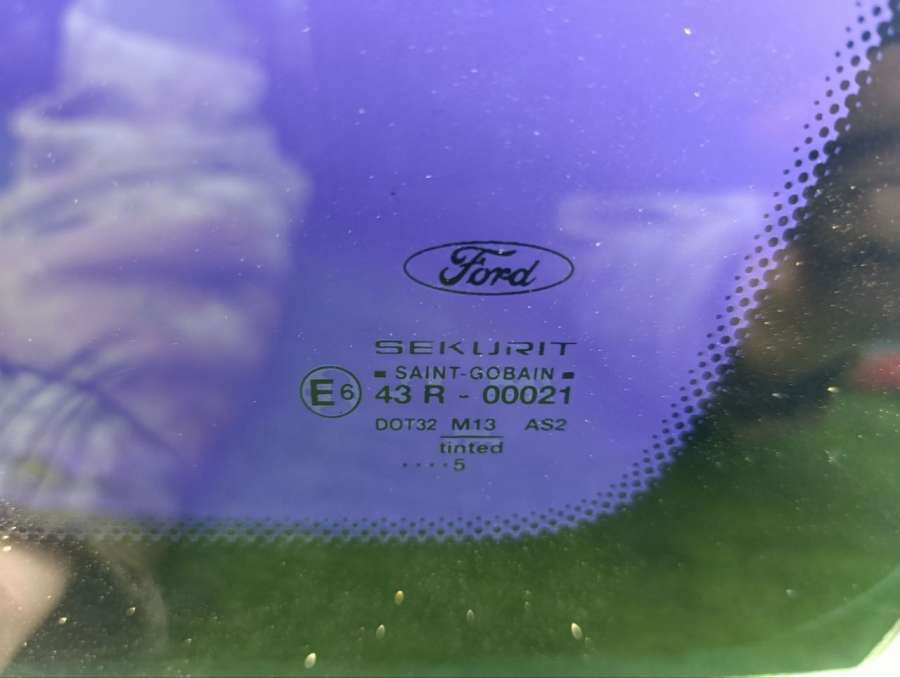 Ford
SEKURIT
SAINT-GOBAIN
E6 43 R - 00021
DOT32 M13 AS2
tinted
....5